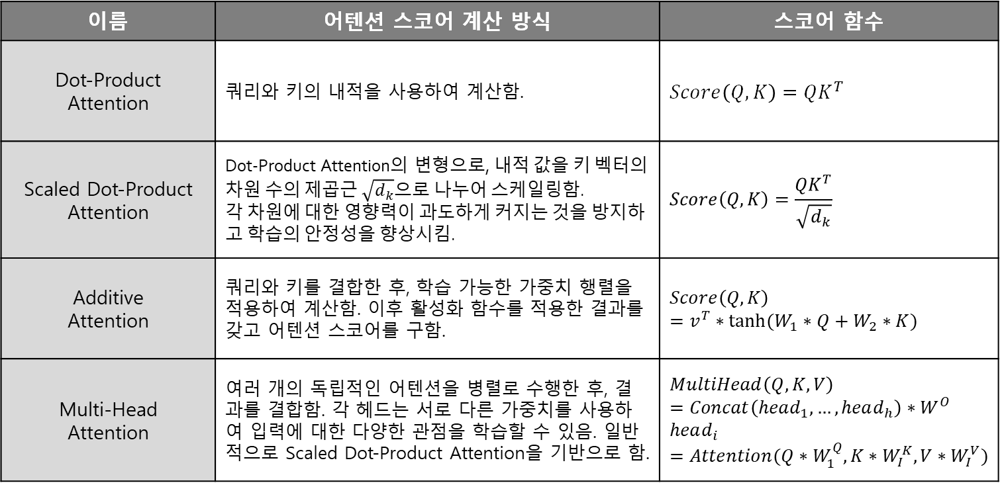 이름
어텐션 스코어 계산 방식
스코어 함수
Dot-Product
Attention
쿼리와 키의 내적을 사용하여 계산함.
Score(Q, K) = QK^T
Scaled Dot-Product
Attention
Dot-Product Attention의 변형으로, 내적 값을 키 벡터의
차원 수의 제곱근 √d_k으로 나누어 스케일링함.
각 차원에 대한 영향력이 과도하게 커지는 것을 방지하
고 학습의 안정성을 향상시킴.
Score(Q, K) = QK^T / √d_k
Additive
Attention
쿼리와 키를 결합한 후, 학습 가능한 가중치 행렬을
적용하여 계산함. 이후 활성화 함수를 적용한 결과를
갖고 어텐션 스코어를 구함.
Score(Q, K)
= v^T * tanh(W_1 * Q + W_2 * K)
Multi-Head
Attention
여러 개의 독립적인 어텐션을 병렬로 수행한 후, 결
과를 결합함. 각 헤드는 서로 다른 가중치를 사용하
여 입력에 대한 다양한 관점을 학습할 수 있음. 일반
적으로 Scaled Dot-Product Attention을 기반으로 함.
MultiHead(Q, K, V)
= Concat(head_1, … , head_h) * W^O
head_i
= Attention(Q * W_1^Q, K * W_I^K, V * W_I^V)